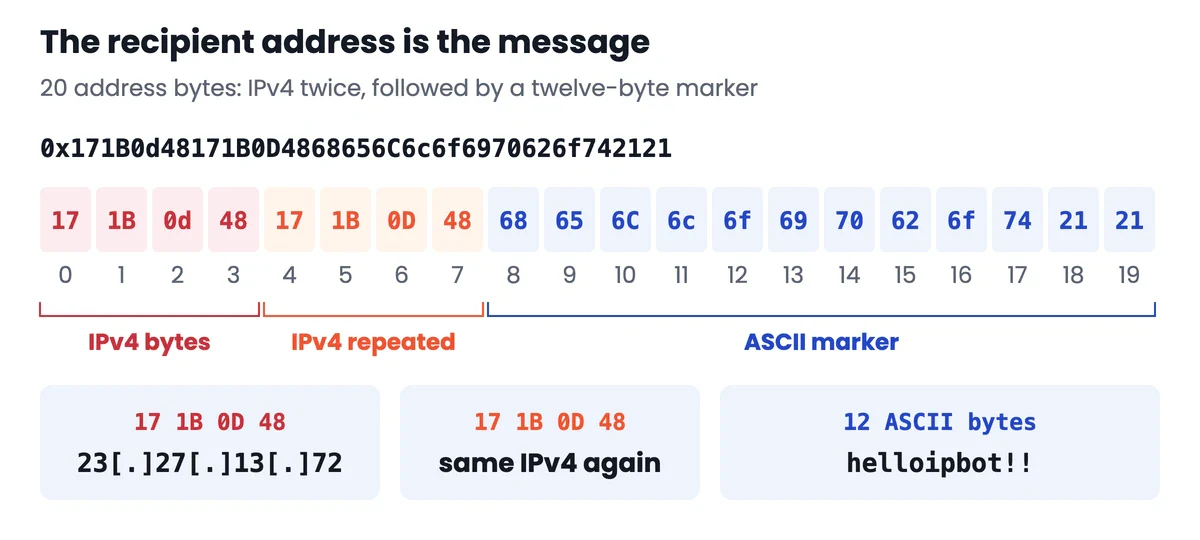 The recipient address is the message
20 address bytes: IPv4 twice, followed by a twelve-byte marker
0x171B0d48171B0D4868656C6c6f6970626f742121
17 1B 0d 48 17 1B 0D 48 68 65 6C 6c 6f 69 70 62 6f 74 21 21
0 1 2 3 4 5 6 7 8 9 10 11 12 13 14 15 16 17 18 19
IPv4 bytes IPv4 repeated ASCII marker
17 1B 0D 48
23[.]27[.]13[.]72
17 1B 0D 48
same IPv4 again
12 ASCII bytes
helloipbot!!